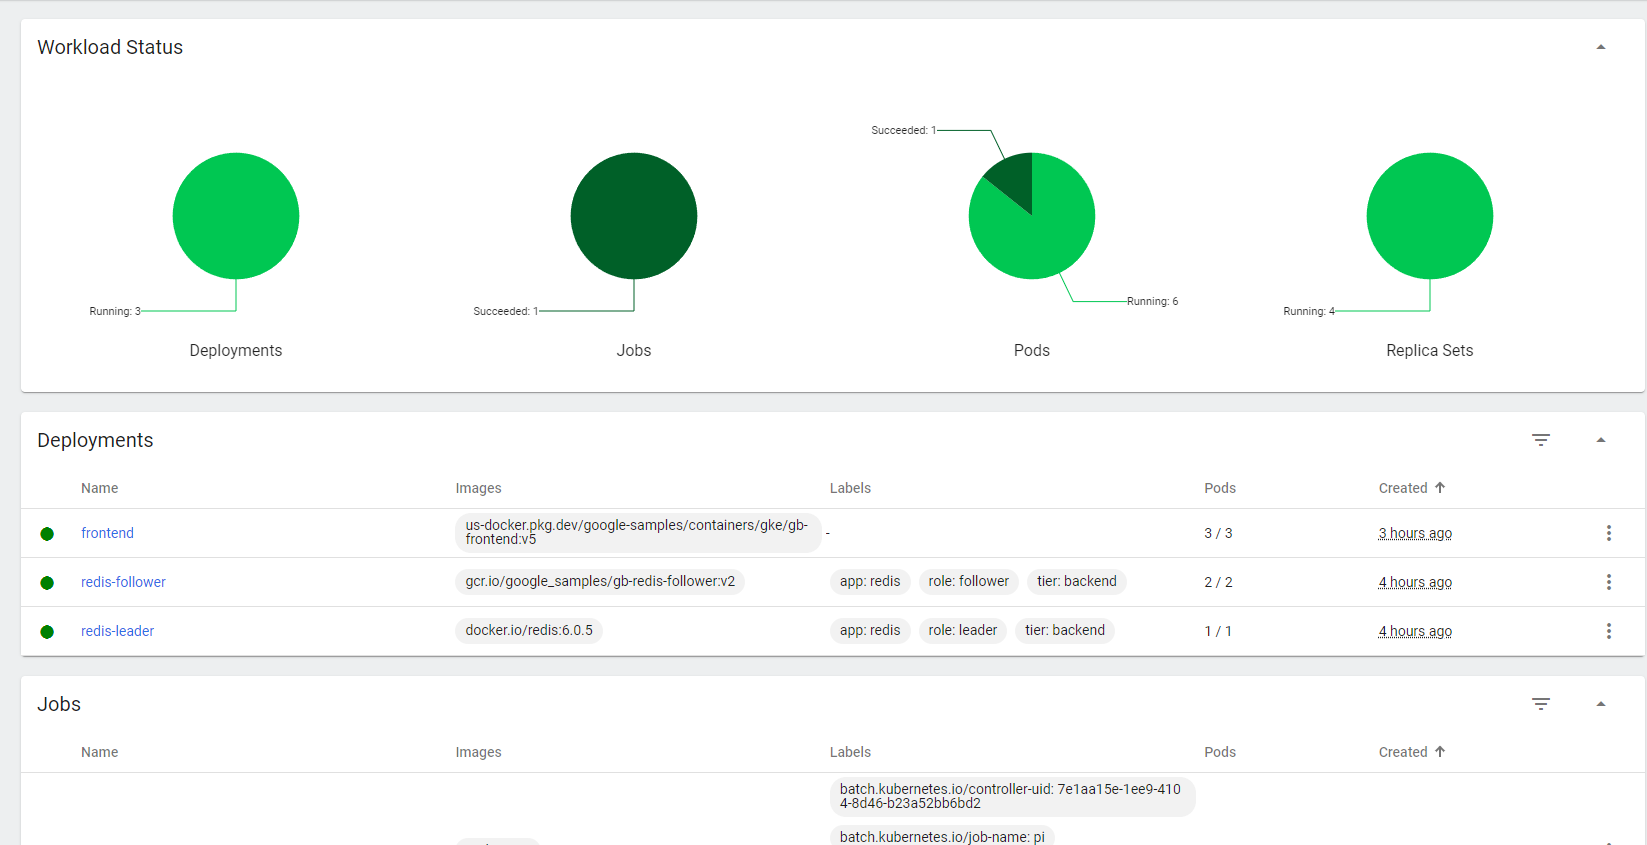 Workload Status
Succeeded: 1
Running: 3
Succeeded: 1
Running: 6
Running: 4
Deployments
Jobs
Pods
Replica Sets
Deployments
Name Images Labels Pods Created
frontend us-docker.pkg.dev/google-samples/containers/gke/gb-
frontend:v5 - 3 / 3 3 hours ago
redis-follower gcr.io/google_samples/gb-redis-follower:v2 app: redis role: follower tier: backend 2 / 2 4 hours ago
redis-leader docker.io/redis:6.0.5 app: redis role: leader tier: backend 1 / 1 4 hours ago
Jobs
Name Images Labels Pods Created
batch.kubernetes.io/controller-uid: 7e1aa15e-1ee9-410
4-8d46-b23a52bb6bd2
batch.kubernetes.io/job-name: pi